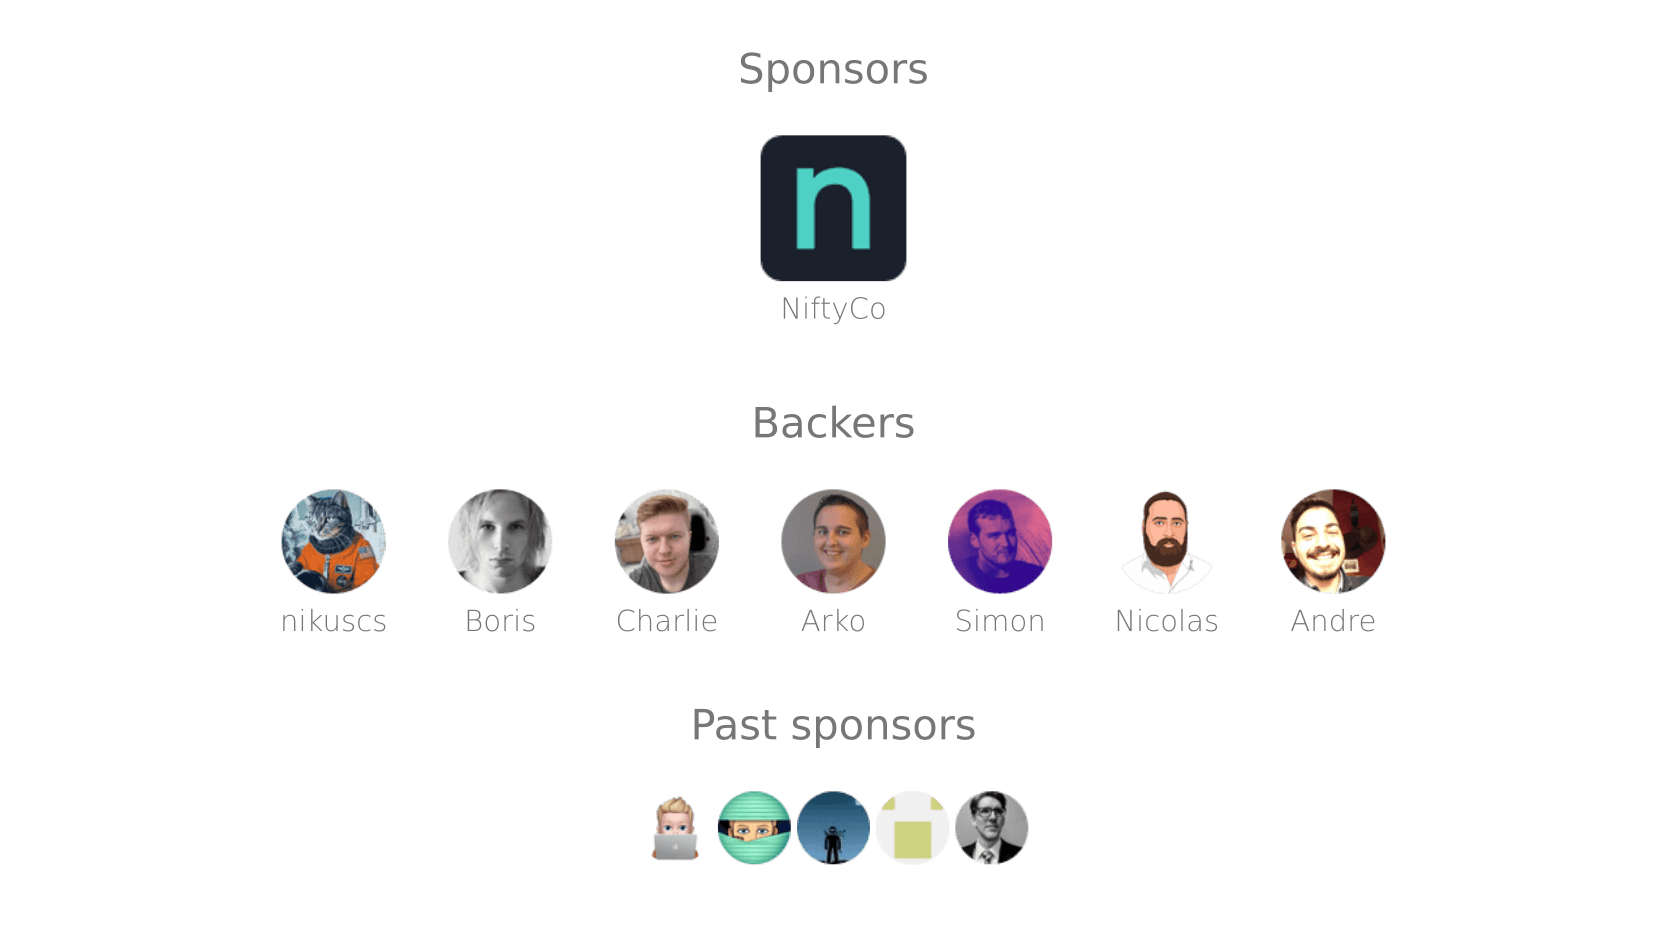 Sponsors
n
NiftyCo
Backers
nikuscs Boris Charlie Arko Simon Nicolas Andre
Past sponsors